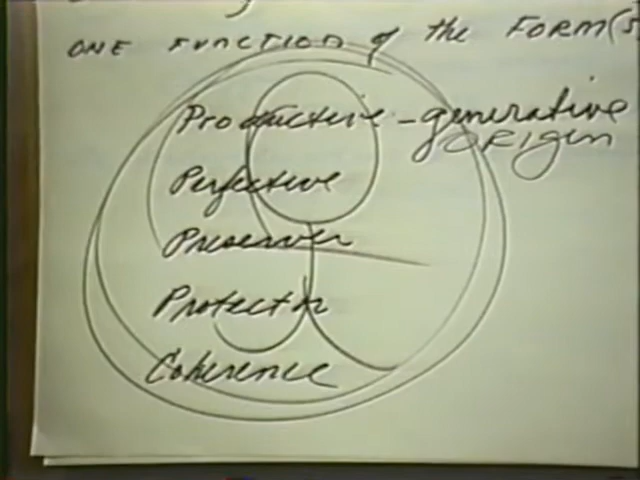 ONE FUNCTION of the FORM(S
Productive - generative
ORIGIN
Perfective
Preserver
Protector
Coherence